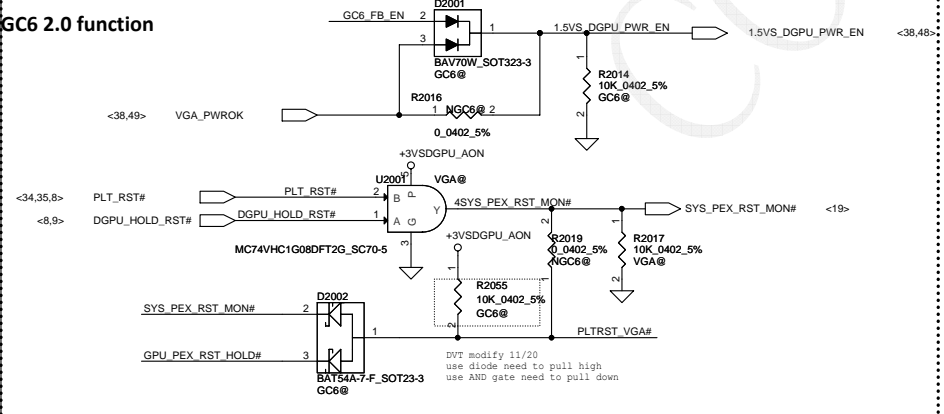 GC6 2.0 function
D2001
GC6_FB_EN 2
3
1
BAV70W_SOT323-3
GC6@
1.5VS_DGPU_PWR_EN
1.5VS_DGPU_PWR_EN <38,48>
1
R2014
10K_0402_5%
GC6@
2
R2016
1 NGC6@ 2
0_0402_5%
<38,49> VGA_PWROK
+3VSDGPU_AON
U2001 5 VGA@
<34,35,8> PLT_RST# PLT_RST# 2 B P
<8,9> DGPU_HOLD_RST# DGPU_HOLD_RST# 1 A G
Y 4 SYS_PEX_RST_MON#
SYS_PEX_RST_MON# <19>
3
MC74VHC1G08DFT2G_SC70-5
2
R2019
0_0402_5%
NGC6@
1
1
R2017
10K_0402_5%
VGA@
2
+3VSDGPU_AON
1
R2055
10K_0402_5%
GC6@
2
D2002
SYS_PEX_RST_MON# 2
1
PLTRST_VGA#
GPU_PEX_RST_HOLD# 3
BAT54A-7-F_SOT23-3
GC6@
DVT modify 11/20
use diode need to pull high
use AND gate need to pull down